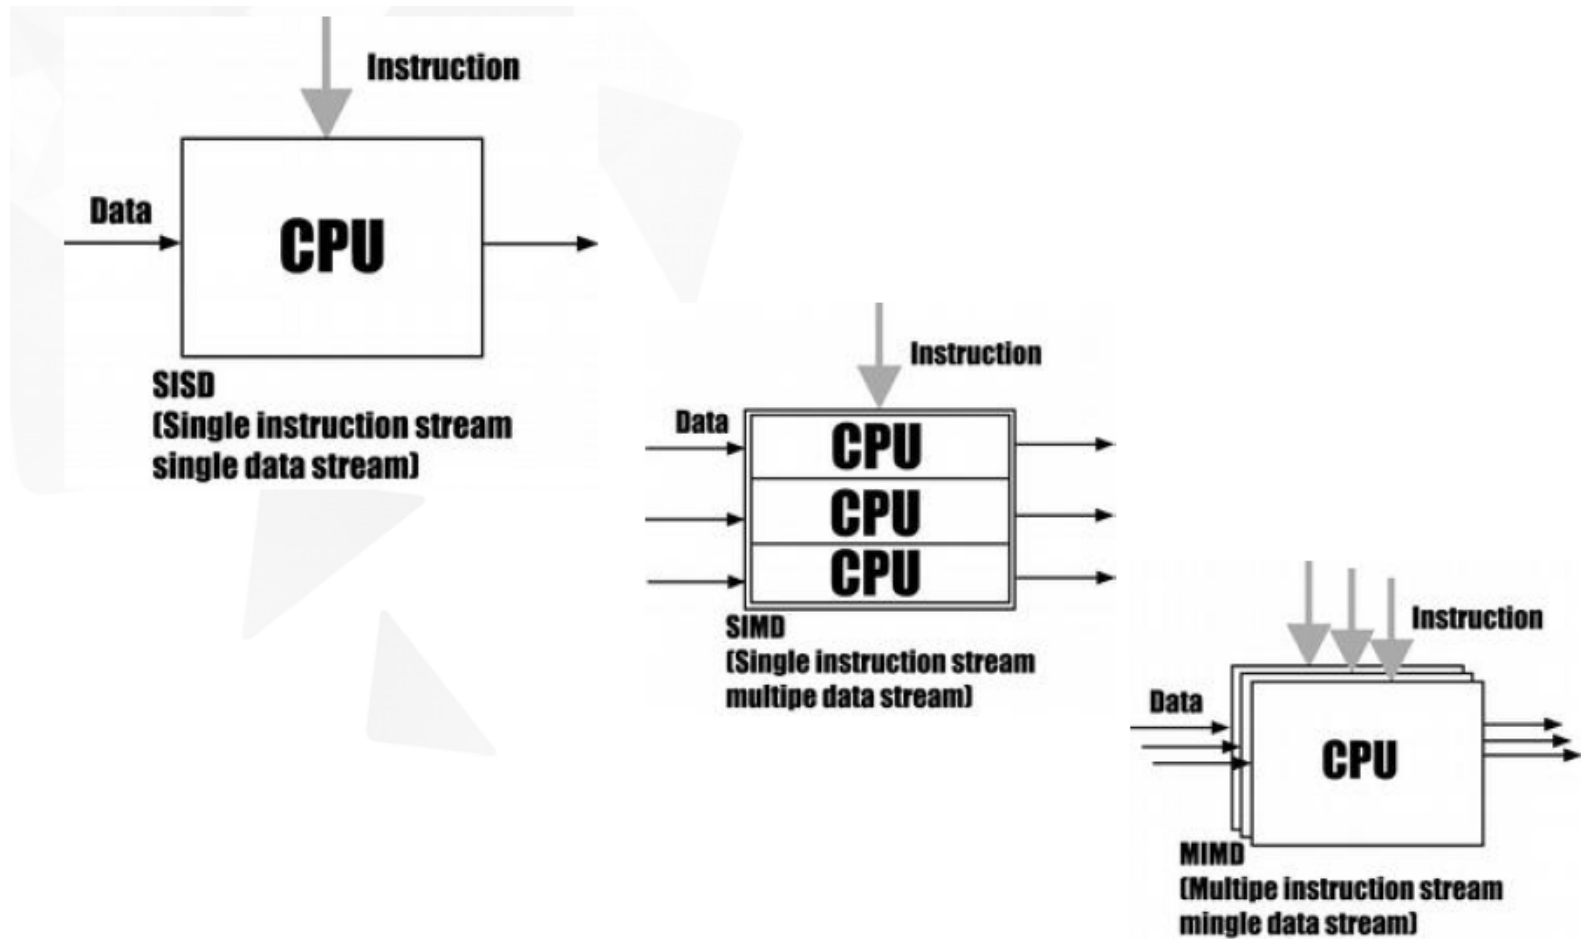 Instruction
Data
CPU
SISD
(Single instruction stream
single data stream)
Instruction
Data
CPU
CPU
CPU
SIMD
(Single instruction stream
multipe data stream)
Instruction
Data
CPU
MIMD
(Multipe instruction stream
mingle data stream)